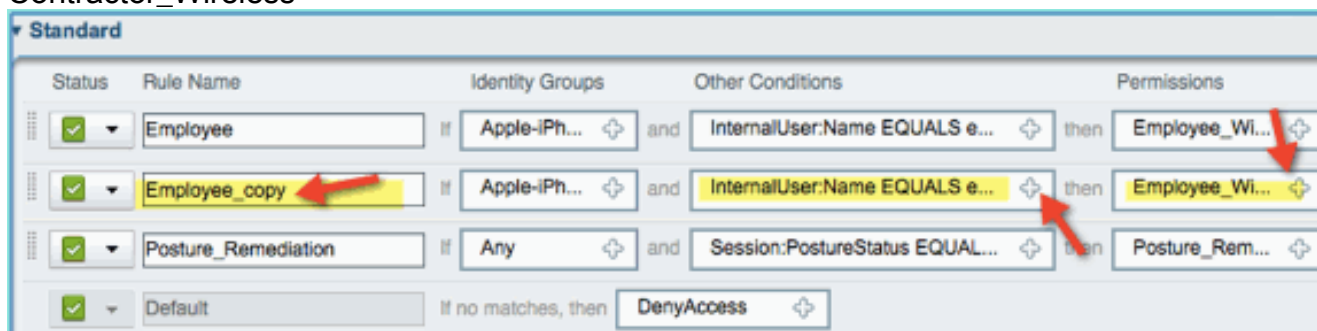 Contractor_Wireless
Standard
Status Rule Name Identity Groups Other Conditions Permissions
Employee If Apple-iPh... and InternalUser:Name EQUALS e... then Employee_Wi...
Employee_copy If Apple-iPh... and InternalUser:Name EQUALS e... then Employee_Wi...
Posture_Remediation If Any and Session:PostureStatus EQUAL... then Posture_Rem...
Default If no matches, then DenyAccess